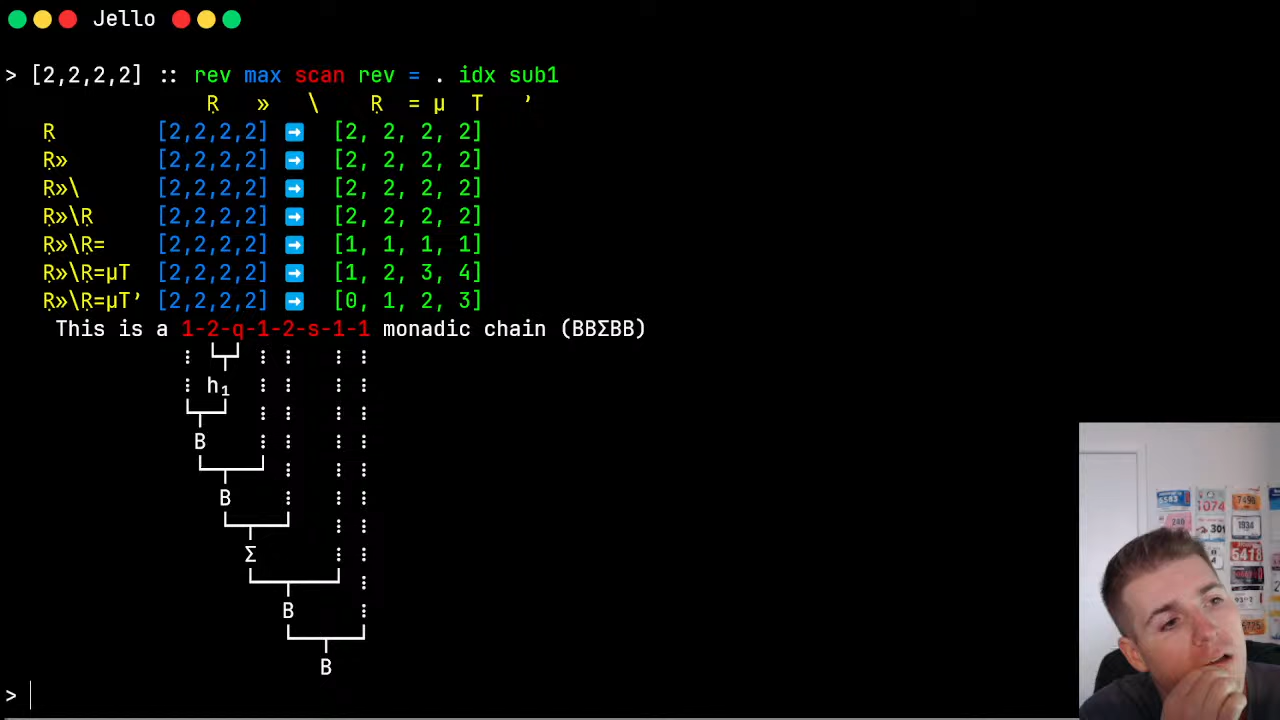 Jello
> [2,2,2,2] :: rev max scan rev = . idx sub1
Ṛ » \ Ṛ = µ T ’
Ṛ [2,2,2,2] ➡ [2, 2, 2, 2]
Ṛ» [2,2,2,2] ➡ [2, 2, 2, 2]
Ṛ»\ [2,2,2,2] ➡ [2, 2, 2, 2]
Ṛ»\Ṛ [2,2,2,2] ➡ [2, 2, 2, 2]
Ṛ»\Ṛ= [2,2,2,2] ➡ [1, 1, 1, 1]
Ṛ»\Ṛ=µT [2,2,2,2] ➡ [1, 2, 3, 4]
Ṛ»\Ṛ=µT’ [2,2,2,2] ➡ [0, 1, 2, 3]
This is a 1-2-q-1-2-s-1-1 monadic chain (BBΣBB)
h₁
B
B
Σ
B
B
>
7496
1934